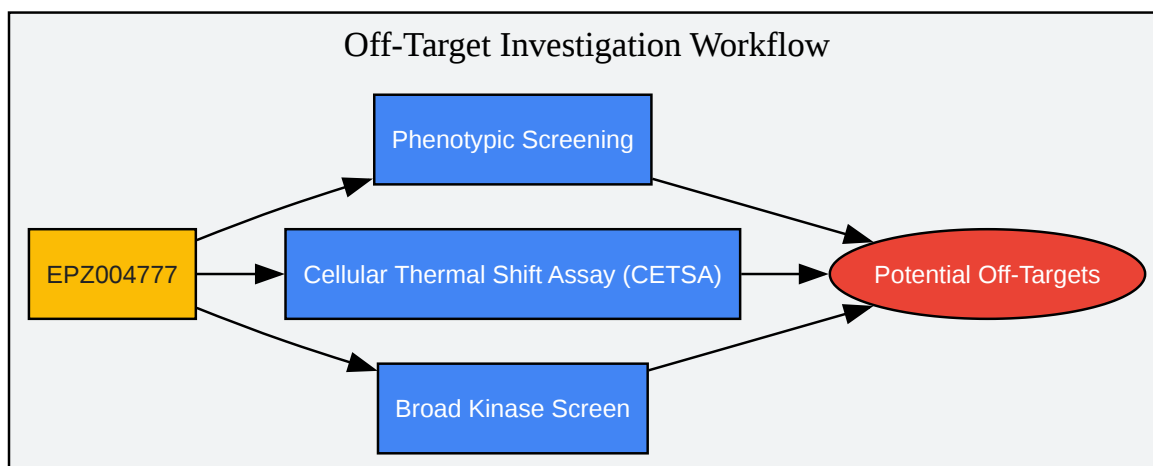 Off-Target Investigation Workflow
Phenotypic Screening
EPZ004777
Cellular Thermal Shift Assay (CETSA)
Potential Off-Targets
Broad Kinase Screen